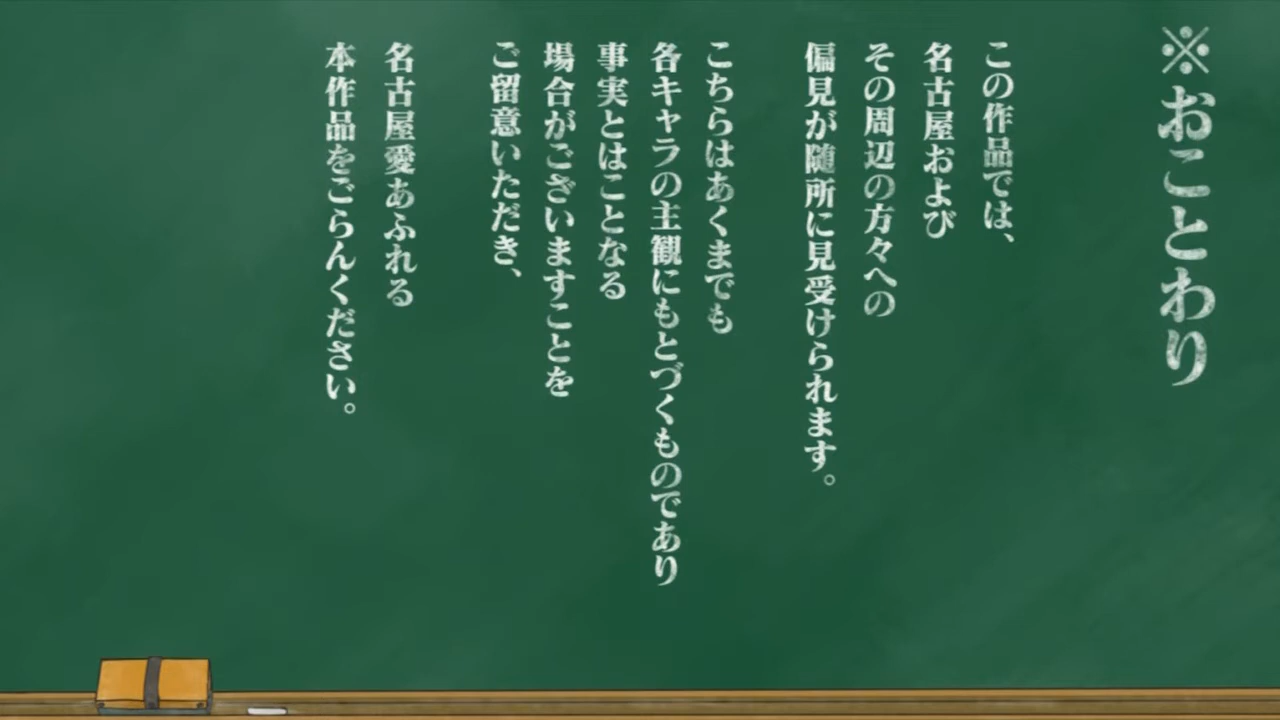 ※おことわり
この作品では、
名古屋および
その周辺の方々への
偏見が随所に見受けられます。
こちらはあくまでも
各キャラの主観にもとづくものであり
事実とはことなる
場合がございますことを
ご留意いただき、
名古屋愛あふれる
本作品をごらんください。